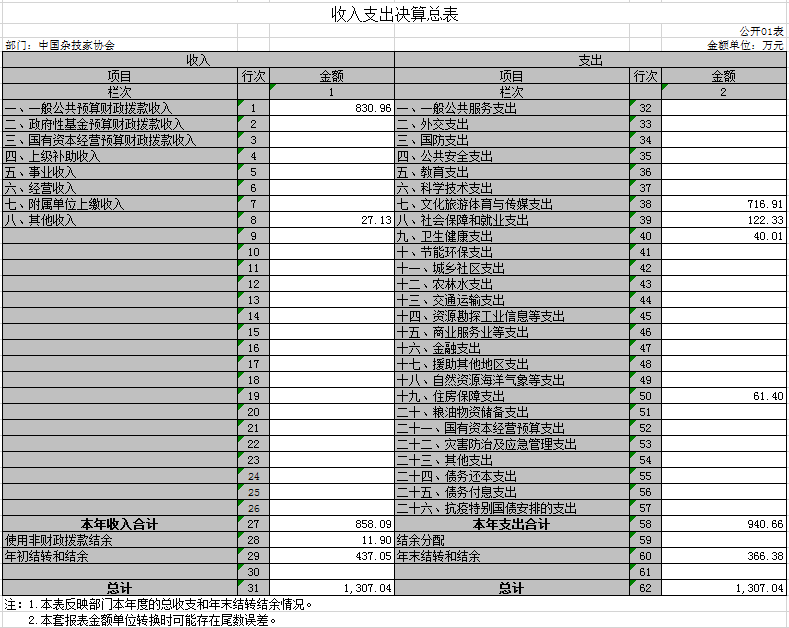 收入支出决算总表
公开01表
部门：中国杂技家协会 金额单位：万元
收入 支出
项目 行次 金额 项目 行次 金额
栏次 1 栏次 2
一、一般公共预算财政拨款收入 1 830.96 一、一般公共服务支出 32
二、政府性基金预算财政拨款收入 2 二、外交支出 33
三、国有资本经营预算财政拨款收入 3 三、国防支出 34
四、上级补助收入 4 四、公共安全支出 35
五、事业收入 5 五、教育支出 36
六、经营收入 6 六、科学技术支出 37
七、附属单位上缴收入 7 七、文化旅游体育与传媒支出 38 716.91
八、其他收入 8 27.13 八、社会保障和就业支出 39 122.33
9 九、卫生健康支出 40 40.01
10 十、节能环保支出 41
11 十一、城乡社区支出 42
12 十二、农林水支出 43
13 十三、交通运输支出 44
14 十四、资源勘探工业信息等支出 45
15 十五、商业服务业等支出 46
16 十六、金融支出 47
17 十七、援助其他地区支出 48
18 十八、自然资源海洋气象等支出 49
19 十九、住房保障支出 50 61.40
20 二十、粮油物资储备支出 51
21 二十一、国有资本经营预算支出 52
22 二十二、灾害防治及应急管理支出 53
23 二十三、其他支出 54
24 二十四、债务还本支出 55
25 二十五、债务付息支出 56
26 二十六、抗疫特别国债安排的支出 57
本年收入合计 27 858.09 本年支出合计 58 940.66
使用非财政拨款结余 28 11.90 结余分配 59
年初结转和结余 29 437.05 年末结转和结余 60 366.38
30 61
总计 31 1,307.04 总计 62 1,307.04
注：1.本表反映部门本年度的总收支和年末结转结余情况。
2.本套报表金额单位转换时可能存在尾数误差。